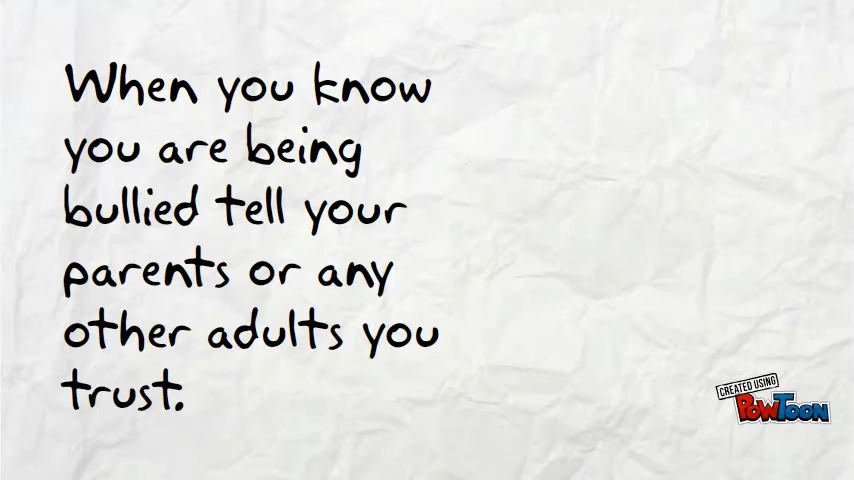 When you know
you are being
bullied tell your
parents or any
other adults you
trust.
CREATED USING
POWTOON